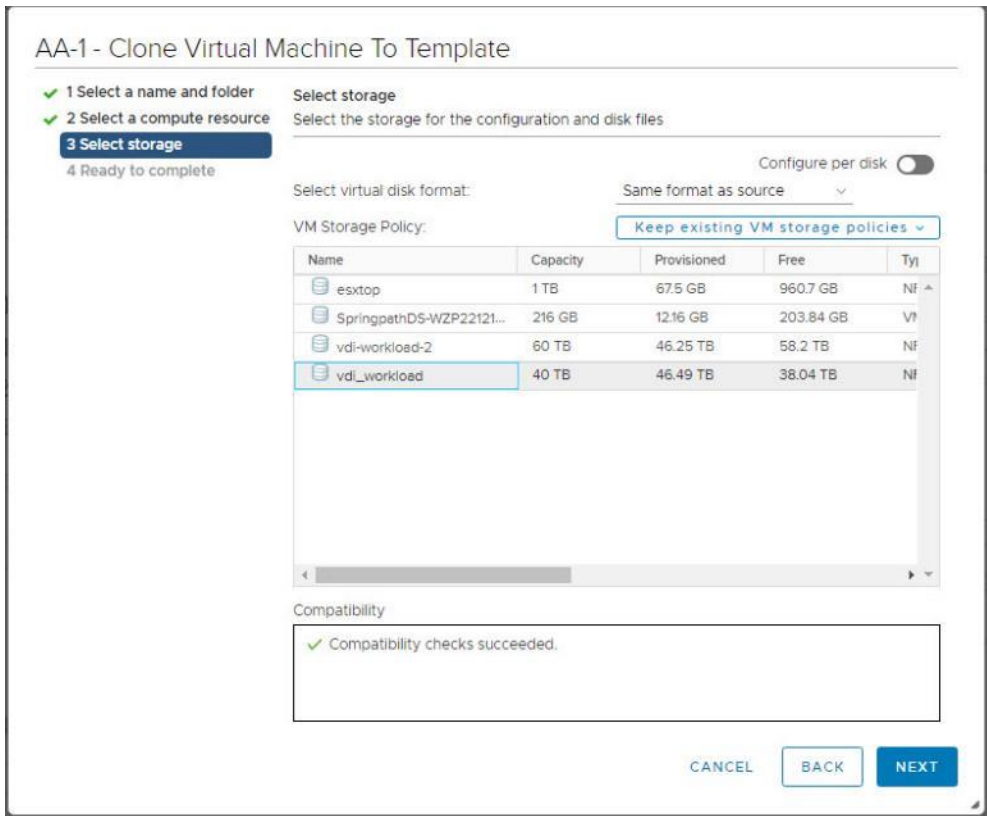 AA-1 - Clone Virtual Machine To Template
1 Select a name and folder
2 Select a compute resource
3 Select storage
4 Ready to complete
Select storage
Select the storage for the configuration and disk files
Configure per disk
Select virtual disk format: Same format as source
VM Storage Policy: Keep existing VM storage policies
Name Capacity Provisioned Free Ty
esxtop 1 TB 67.5 GB 960.7 GB NF
SpringpathDS-WZP22121... 216 GB 12.16 GB 203.84 GB VM
vdi-workload-2 60 TB 46.25 TB 58.2 TB NF
vdi_workload 40 TB 46.49 TB 38.04 TB NF
Compatibility
Compatibility checks succeeded.
CANCEL BACK NEXT